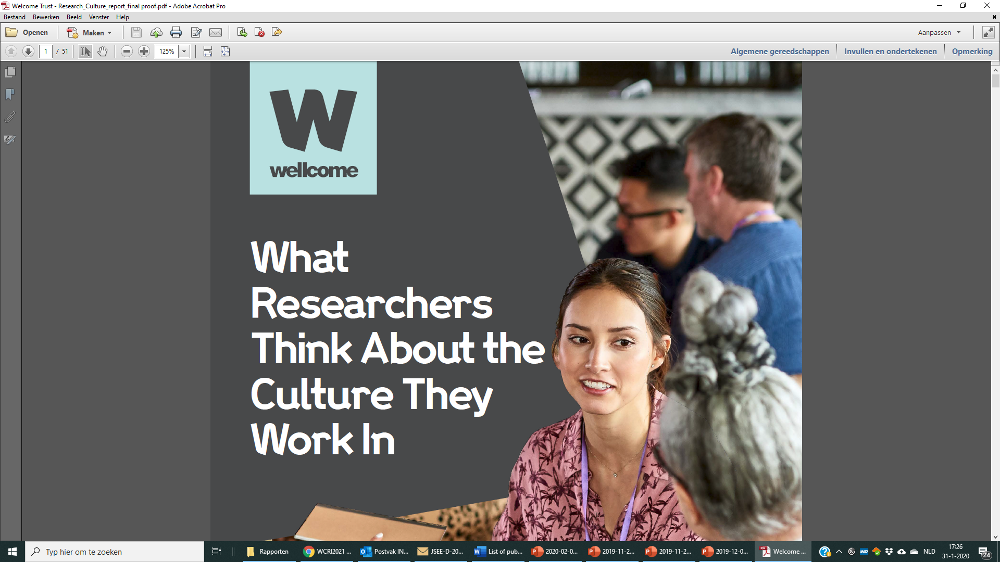 Welcome Trust - Research_Culture_report_final proof.pdf - Adobe Acrobat Pro
Bestand Bewerken Beeld Venster Help
Openen Maken Aanpassen
1 / 51 125% Algemene gereedschappen Invullen en ondertekenen Opmerking
W
wellcome
What
Researchers
Think About the
Culture They
Work In
Typ hier om te zoeken Rapporten WCRI2021 ... Postvak IN... JSEE-D-20... List of pub... 2020-02-0... 2019-11-2... 2019-11-2... 2019-12-0... Welcome ... NLD 17:26
31-1-2020 24